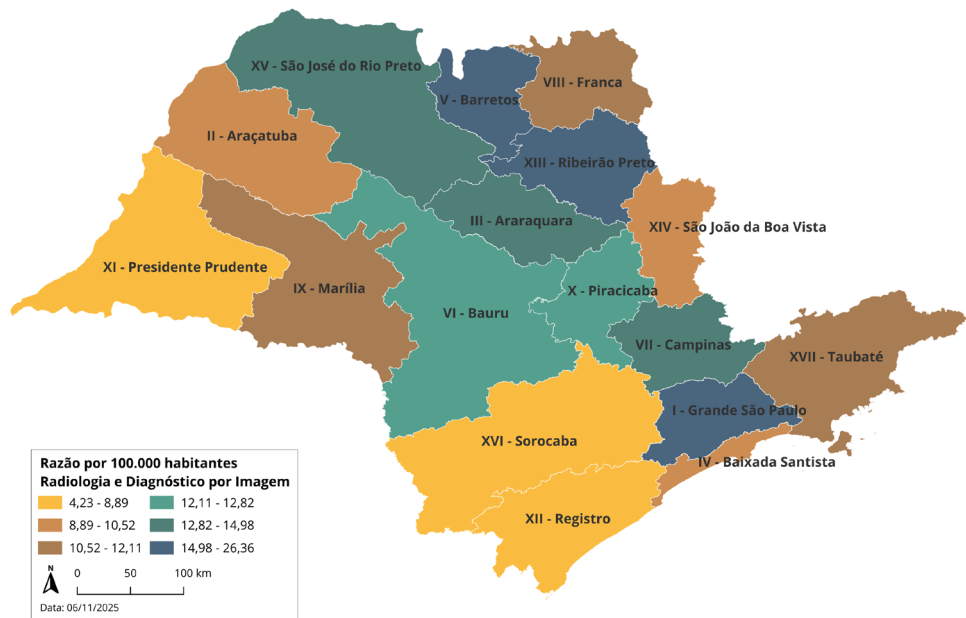 XV - São José do Rio Preto
VIII - Franca
V - Barretos
II - Araçatuba
XIII - Ribeirão Preto
III - Araraquara
XIV - São João da Boa Vista
XI - Presidente Prudente
IX - Marília
X - Piracicaba
VI - Bauru
VII - Campinas
XVII - Taubaté
I - Grande São Paulo
XVI - Sorocaba
IV - Baixada Santista
XII - Registro
Razão por 100.000 habitantes
Radiologia e Diagnóstico por Imagem
4,23 - 8,89
12,11 - 12,82
8,89 - 10,52
12,82 - 14,98
10,52 - 12,11
14,98 - 26,36
N
0 50 100 km
Data: 06/11/2025